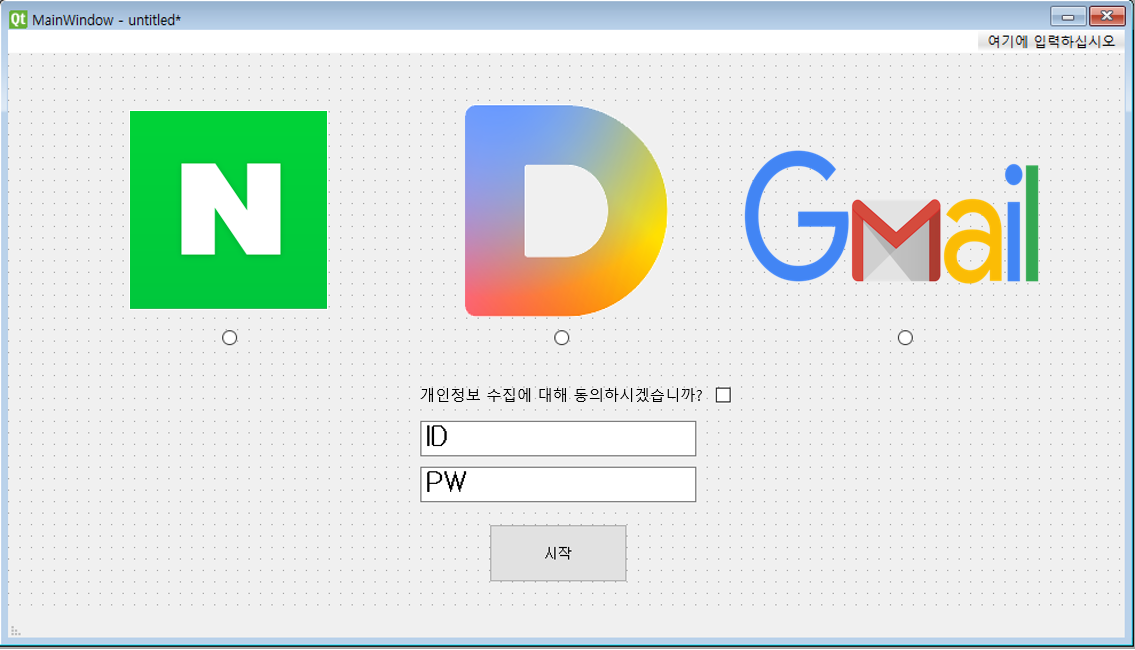 Qt MainWindow - untitled*
여기에 입력하십시오
N
D
Gmail
개인정보 수집에 대해 동의하시겠습니까?
ID
PW
시작